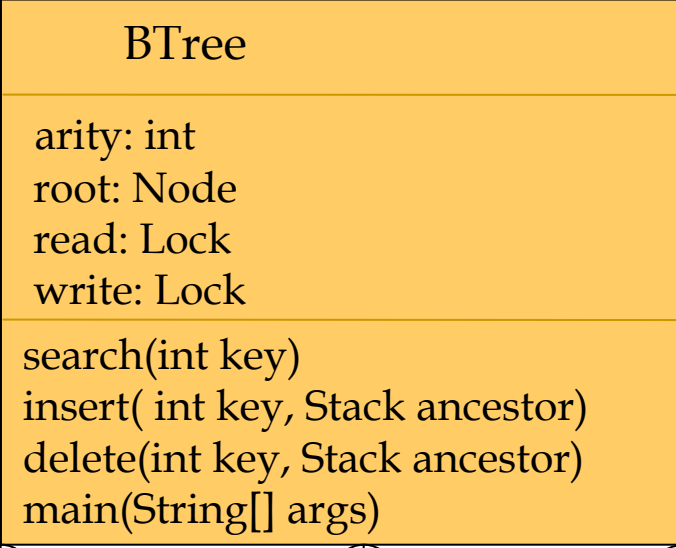 BTree
arity: int
root: Node
read: Lock
write: Lock
search(int key)
insert( int key, Stack ancestor)
delete(int key, Stack ancestor)
main(String[] args)